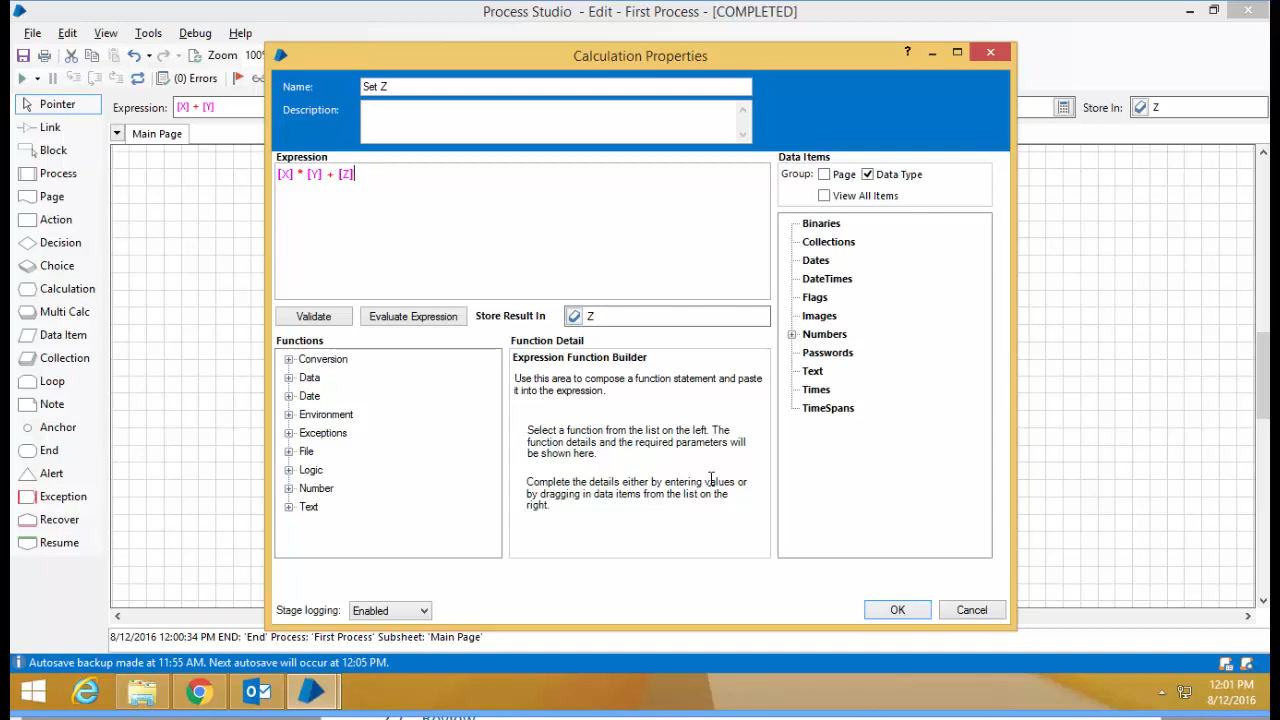 Process Studio - Edit - First Process - [COMPLETED]
File Edit View Tools Debug Help
Zoom 100%
(0) Errors
Calculation Properties
Name: Set Z
Description:
Pointer
Link
Block
Process
Page
Action
Decision
Choice
Calculation
Multi Calc
Data Item
Collection
Loop
Note
Anchor
End
Alert
Exception
Recover
Resume
Expression: [X] + [Y]
Store In: Z
Main Page
Expression
[X] * [Y] + [Z]
Data Items
Group: Page Data Type
View All Items
Binaries
Collections
Dates
DateTimes
Flags
Images
Numbers
Passwords
Text
Times
TimeSpans
Validate Evaluate Expression Store Result In Z
Functions
Conversion
Data
Date
Environment
Exceptions
File
Logic
Number
Text
Function Detail
Expression Function Builder
Use this area to compose a function statement and paste
it into the expression.
Select a function from the list on the left. The
function details and the required parameters will
be shown here.
Complete the details either by entering values or
by dragging in data items from the list on the
right.
Stage logging: Enabled
OK Cancel
8/12/2016 12:00:34 PM END: 'End' Process: 'First Process' Subsheet: 'Main Page'
Autosave backup made at 11:55 AM. Next autosave will occur at 12:05 PM.
12:01 PM
8/12/2016